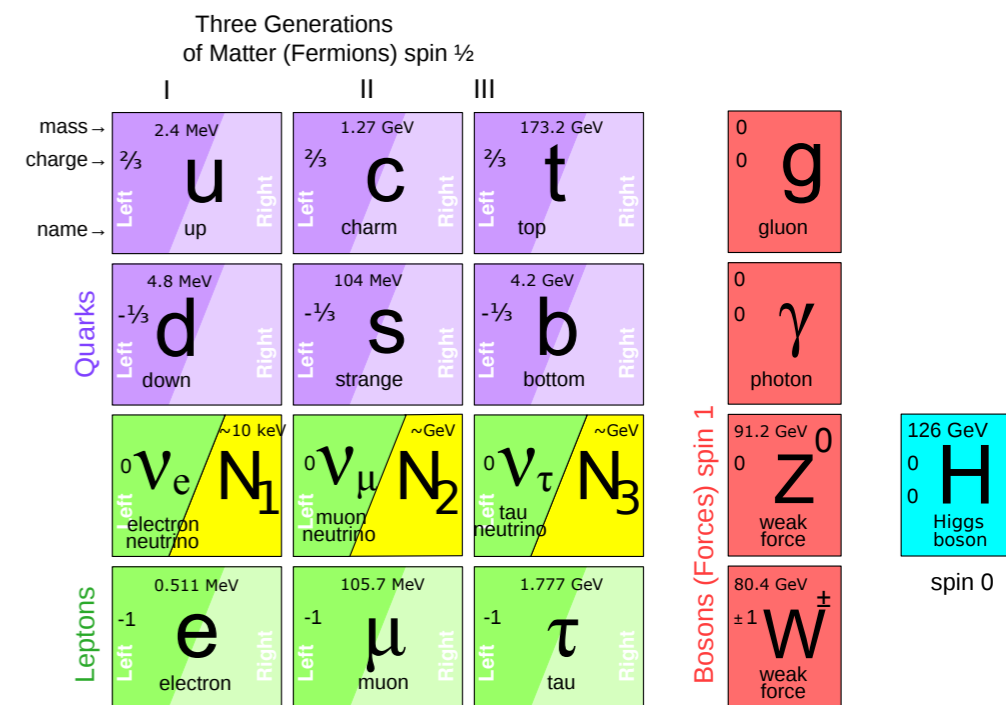 Three Generations
of Matter (Fermions) spin ½
I II III
mass→
charge→
name→
2.4 MeV
⅔
u
Left
Right
up
1.27 GeV
⅔
c
Left
Right
charm
173.2 GeV
⅔
t
Left
Right
top
0
0
g
gluon
Quarks
4.8 MeV
-⅓
d
Left
Right
down
104 MeV
-⅓
s
Left
Right
strange
4.2 GeV
-⅓
b
Left
Right
bottom
0
0
γ
photon
~10 keV
0
νe
N1
Left
electron
neutrino
~GeV
0
νμ
N2
Left
muon
neutrino
~GeV
0
ντ
N3
Left
tau
neutrino
Bosons (Forces) spin 1
91.2 GeV
0
Z0
weak
force
126 GeV
0
0
H
Higgs
boson
spin 0
Leptons
0.511 MeV
-1
e
Left
Right
electron
105.7 MeV
-1
μ
Left
Right
muon
1.777 GeV
-1
τ
Left
Right
tau
80.4 GeV
±1
W±
weak
force